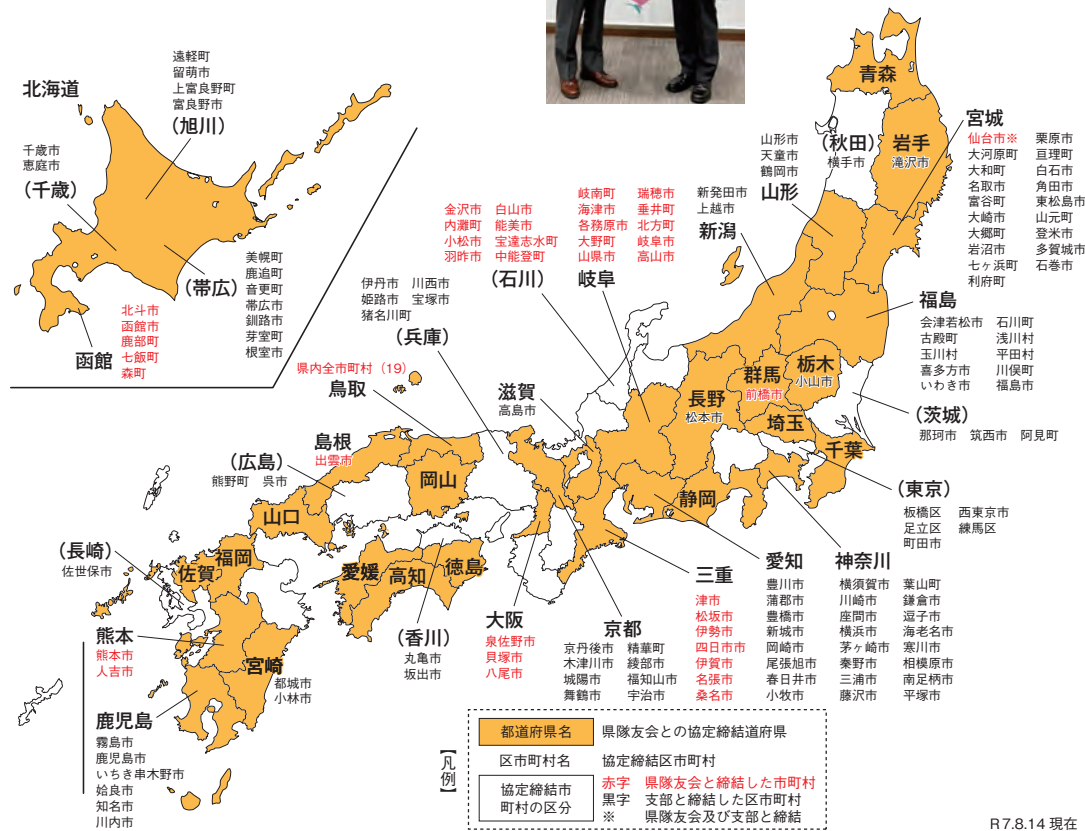 北海道
遠軽町
留萌市
上富良野町
富良野市
（旭川）
千歳市
恵庭市
（千歳）
美幌町
鹿追町
音更町
帯広市
釧路市
芽室町
根室市
（帯広）
北斗市
函館市
鹿部町
七飯町
森町
函館
青森
（秋田）
横手市
岩手
滝沢市
宮城
仙台市※　栗原市
大河原町　亘理町
大和町　白石市
名取市　角田市
富谷町　東松島市
大崎市　山元町
大郷町　登米市
岩沼市　多賀城市
七ヶ浜町　石巻市
利府町
山形市
天童市
鶴岡市
山形
新発田市
上越市
新潟
福島
会津若松市　石川町
古殿町　浅川村
玉川村　平田村
喜多方市　川俣町
いわき市　福島市
金沢市　白山市
内灘町　能美市
小松市　宝達志水町
羽昨市　中能登町
（石川）
岐南町　瑞穂市
海津市　垂井町
各務原市　北方町
大野町　岐阜市
山県市　高山市
岐阜
伊丹市　川西市
姫路市　宝塚市
猪名川町
（兵庫）
県内全市町村（19）
鳥取
滋賀
高島市
長野
松本市
群馬
前橋市
栃木
小山市
埼玉
千葉
（茨城）
那珂市　筑西市　阿見町
（東京）
板橋区　西東京市
足立区　練馬区
町田市
島根
出雲市
（広島）
熊野町　呉市
岡山
山口
静岡
（長崎）
佐世保市
福岡
佐賀
愛媛
高知
徳島
（香川）
丸亀市
坂出市
大阪
泉佐野市
貝塚市
八尾市
京都
京丹後市　精華町
木津川市　綾部市
城陽市　福知山市
舞鶴市　宇治市
三重
津市
松坂市
伊勢市
四日市市
伊賀市
名張市
桑名市
愛知
豊川市
蒲郡市
豊橋市
新城市
岡崎市
尾張旭市
春日井市
小牧市
神奈川
横須賀市　葉山町
川崎市　鎌倉市
座間市　逗子市
横浜市　海老名市
茅ヶ崎市　寒川市
秦野市　相模原市
三浦市　南足柄市
藤沢市　平塚市
熊本
熊本市
人吉市
宮崎
都城市
小林市
鹿児島
霧島市
鹿児島市
いちき串木野市
姶良市
知名市
川内市
【凡例】
都道府県名　県隊友会との協定締結道府県
区市町村名　協定締結区市町村
協定締結市
町村の区分
赤字　県隊友会と締結した市町村
黒字　支部と締結した区市町村
※　県隊友会及び支部と締結
R7.8.14 現在